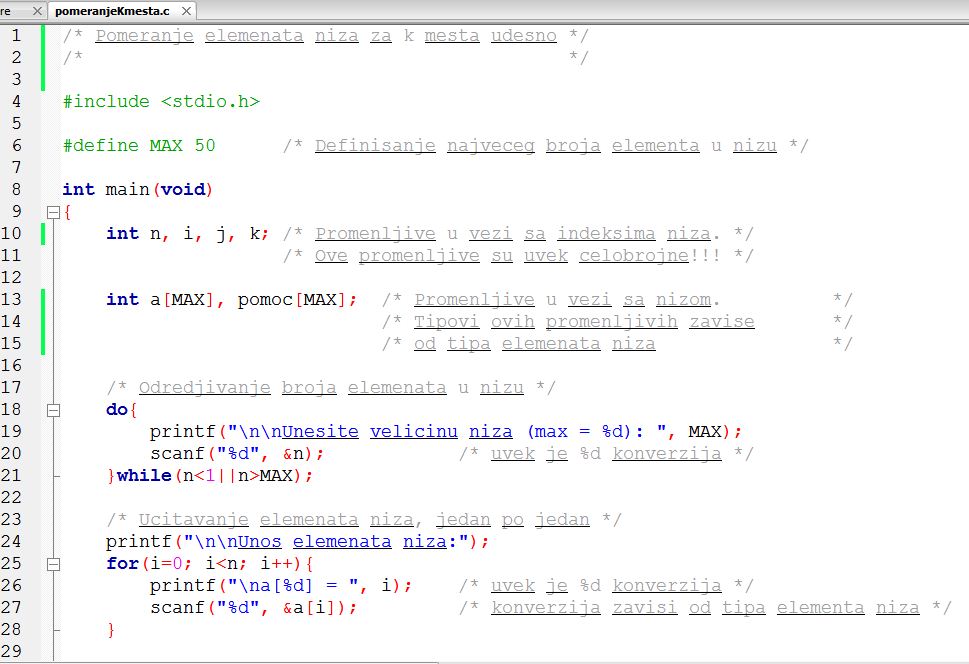 re pomeranjeKmesta.c
1 /* Pomeranje elemenata niza za k mesta udesno */
2 /* */
3
4 #include <stdio.h>
5
6 #define MAX 50 /* Definisanje najveceg broja elementa u nizu */
7
8 int main(void)
9 {
10 int n, i, j, k; /* Promenljive u vezi sa indeksima niza. */
11 /* Ove promenljive su uvek celobrojne!!! */
12
13 int a[MAX], pomoc[MAX]; /* Promenljive u vezi sa nizom. */
14 /* Tipovi ovih promenljivih zavise */
15 /* od tipa elemenata niza */
16
17 /* Odredjivanje broja elemenata u nizu */
18 do{
19 printf("\n\nUnesite velicinu niza (max = %d): ", MAX);
20 scanf("%d", &n); /* uvek je %d konverzija */
21 }while(n<1||n>MAX);
22
23 /* Ucitavanje elemenata niza, jedan po jedan */
24 printf("\n\nUnos elemenata niza:");
25 for(i=0; i<n; i++){
26 printf("\na[%d] = ", i); /* uvek je %d konverzija */
27 scanf("%d", &a[i]); /* konverzija zavisi od tipa elementa niza */
28 }
29